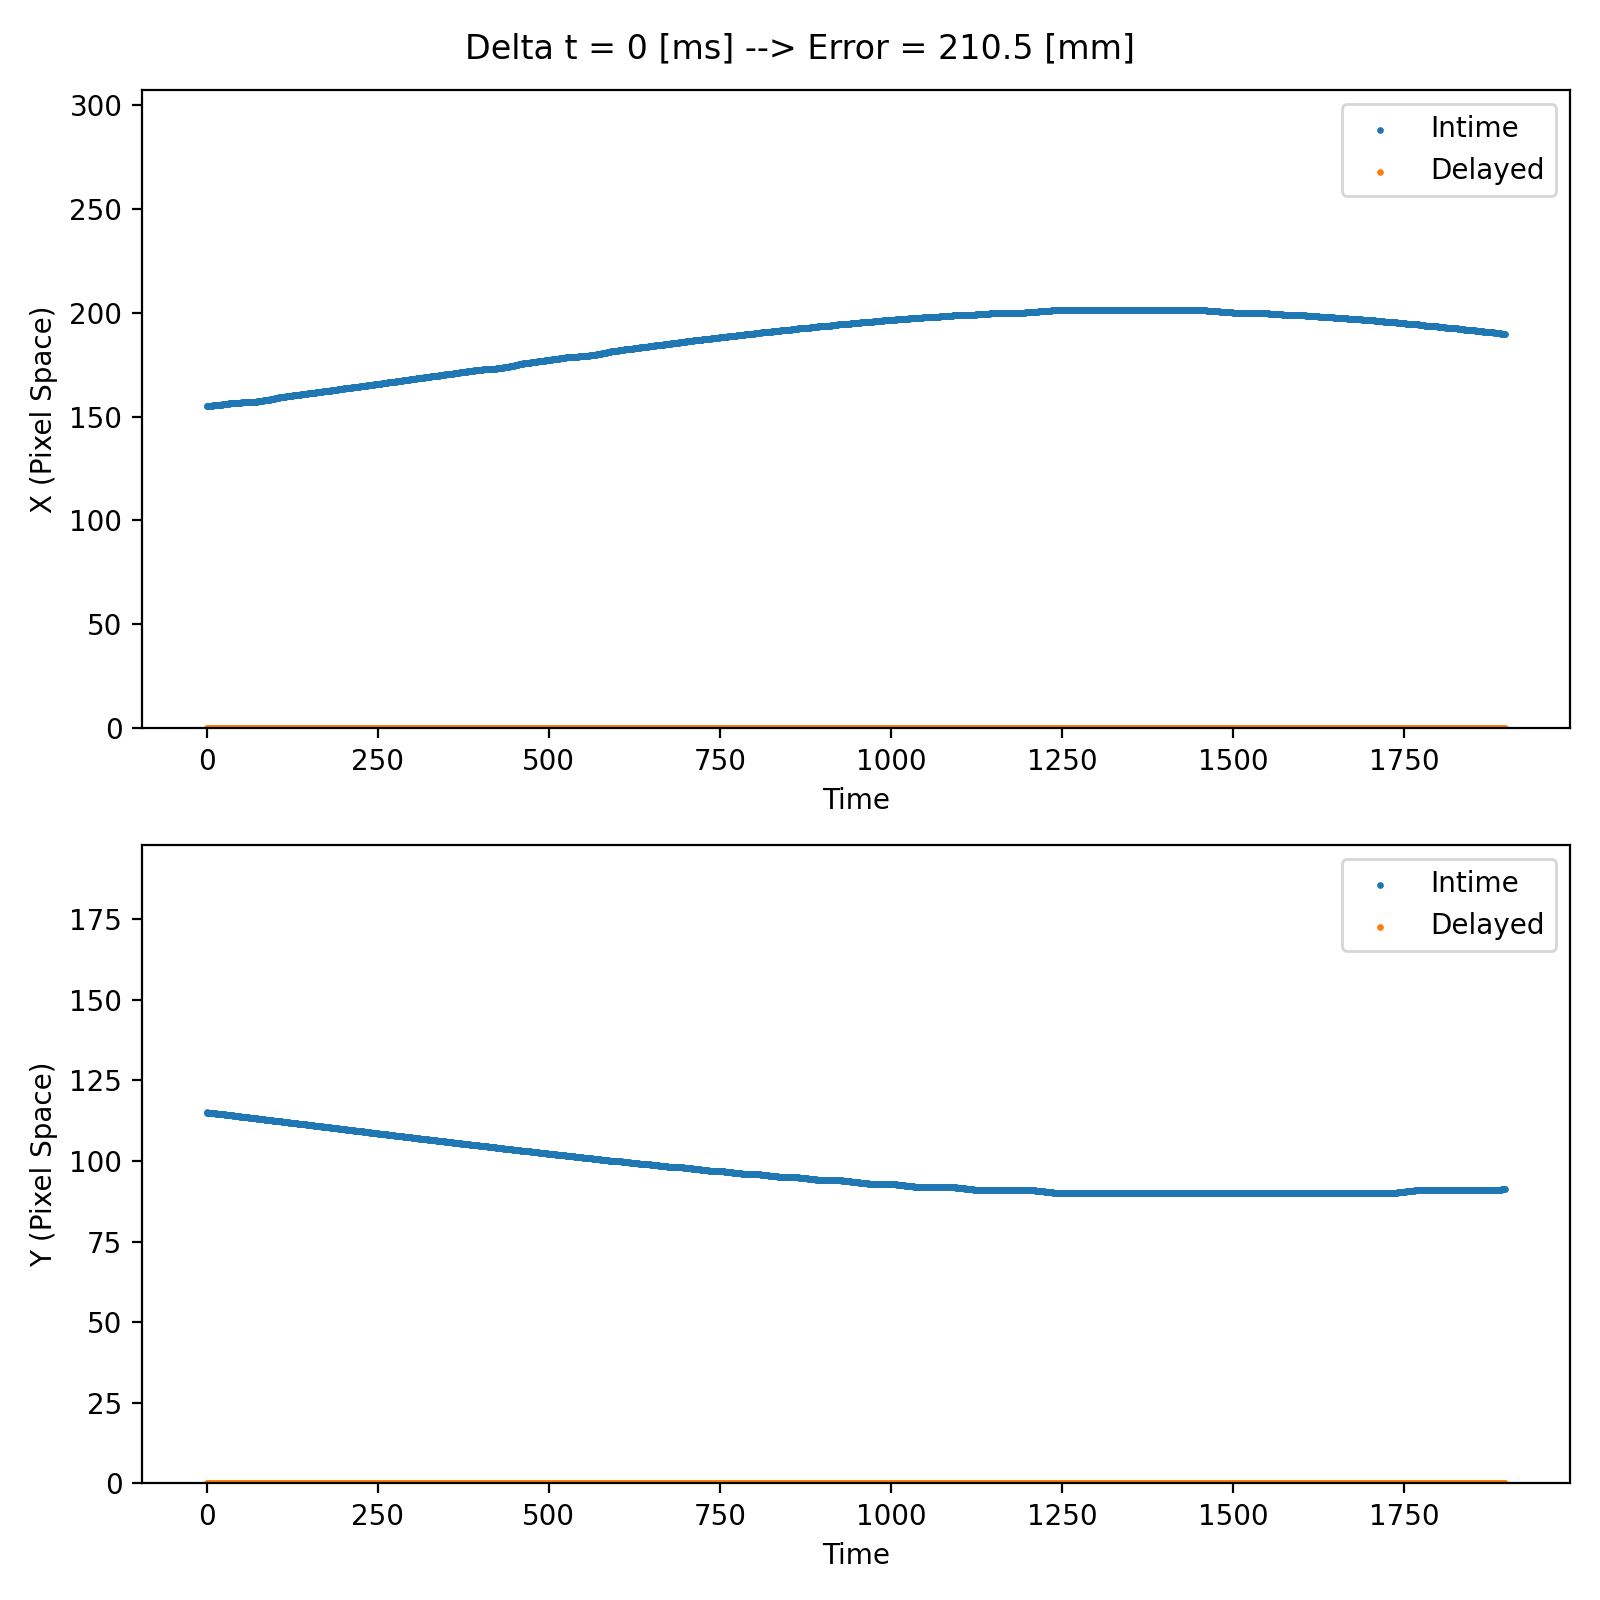 Delta t = 0 [ms] --> Error = 210.5 [mm]
300
250
200
150
100
50
0
X (Pixel Space)
Intime
Delayed
0 250 500 750 1000 1250 1500 1750
Time
175
150
125
100
75
50
25
0
Y (Pixel Space)
Intime
Delayed
0 250 500 750 1000 1250 1500 1750
Time